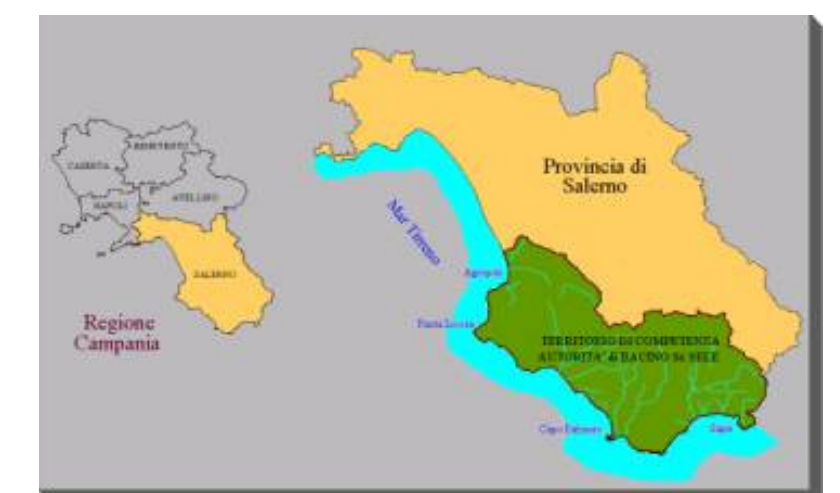 BENEVENTO
CASERTA
NAPOLI
AVELLINO
SALERNO
Regione
Campania
Provincia di
Salerno
Mar Tirreno
Agropoli
Punta Licosa
TERRITORIO DI COMPETENZA
AUTORITA' di BACINO Sx SELE
Capo Palinuro
Sapri